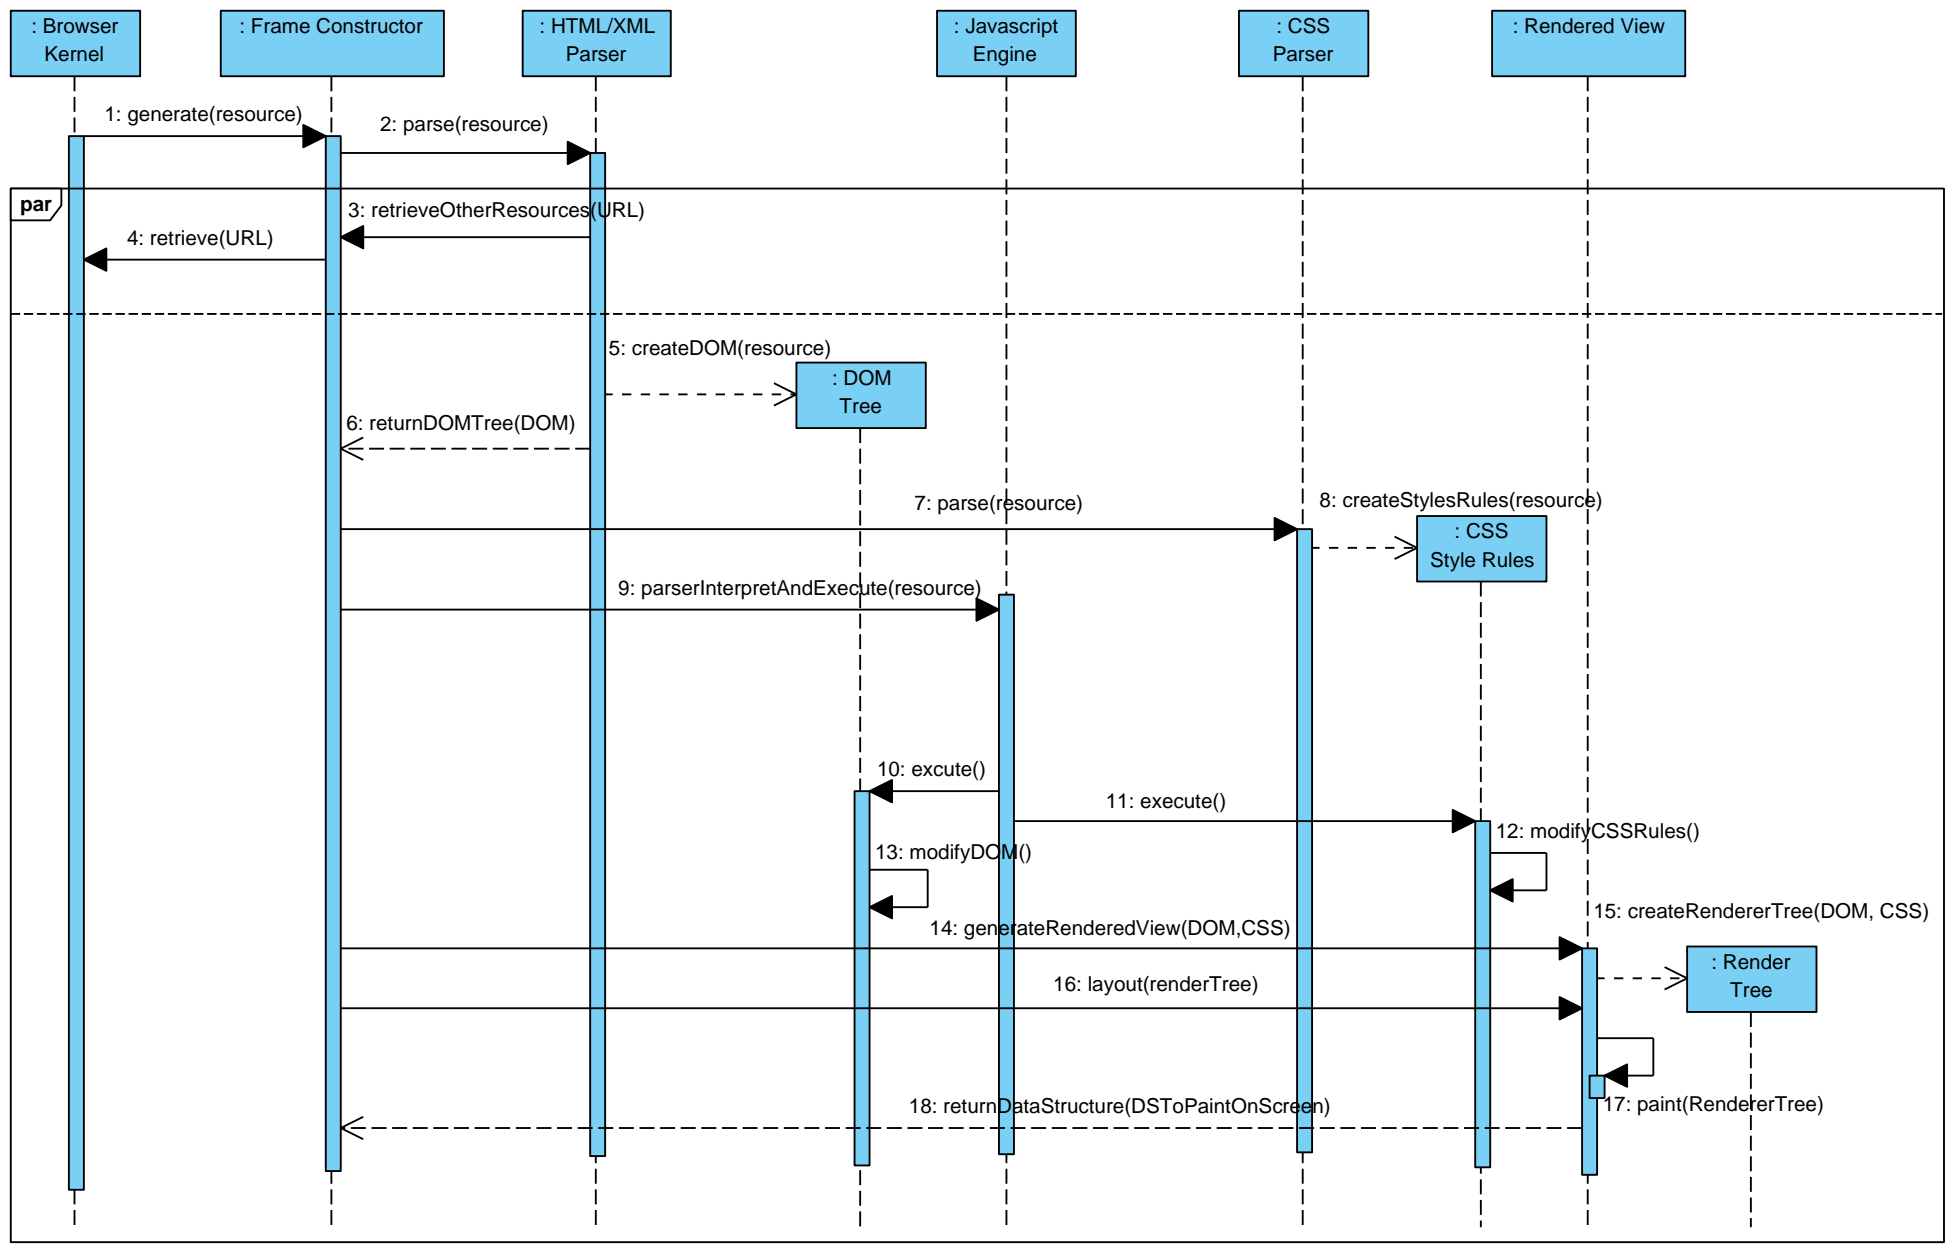 : Browser
Kernel
: Frame Constructor
: HTML/XML
Parser
: Javascript
Engine
: CSS
Parser
: Rendered View
1: generate(resource)
2: parse(resource)
par
3: retrieveOtherResources(URL)
4: retrieve(URL)
5: createDOM(resource)
: DOM
Tree
6: returnDOMTree(DOM)
7: parse(resource)
8: createStylesRules(resource)
: CSS
Style Rules
9: parserInterpretAndExecute(resource)
10: excute()
11: execute()
12: modifyCSSRules()
13: modifyDOM()
14: generateRenderedView(DOM,CSS)
15: createRendererTree(DOM, CSS)
: Render
Tree
16: layout(renderTree)
17: paint(RendererTree)
18: returnDataStructure(DSToPaintOnScreen)